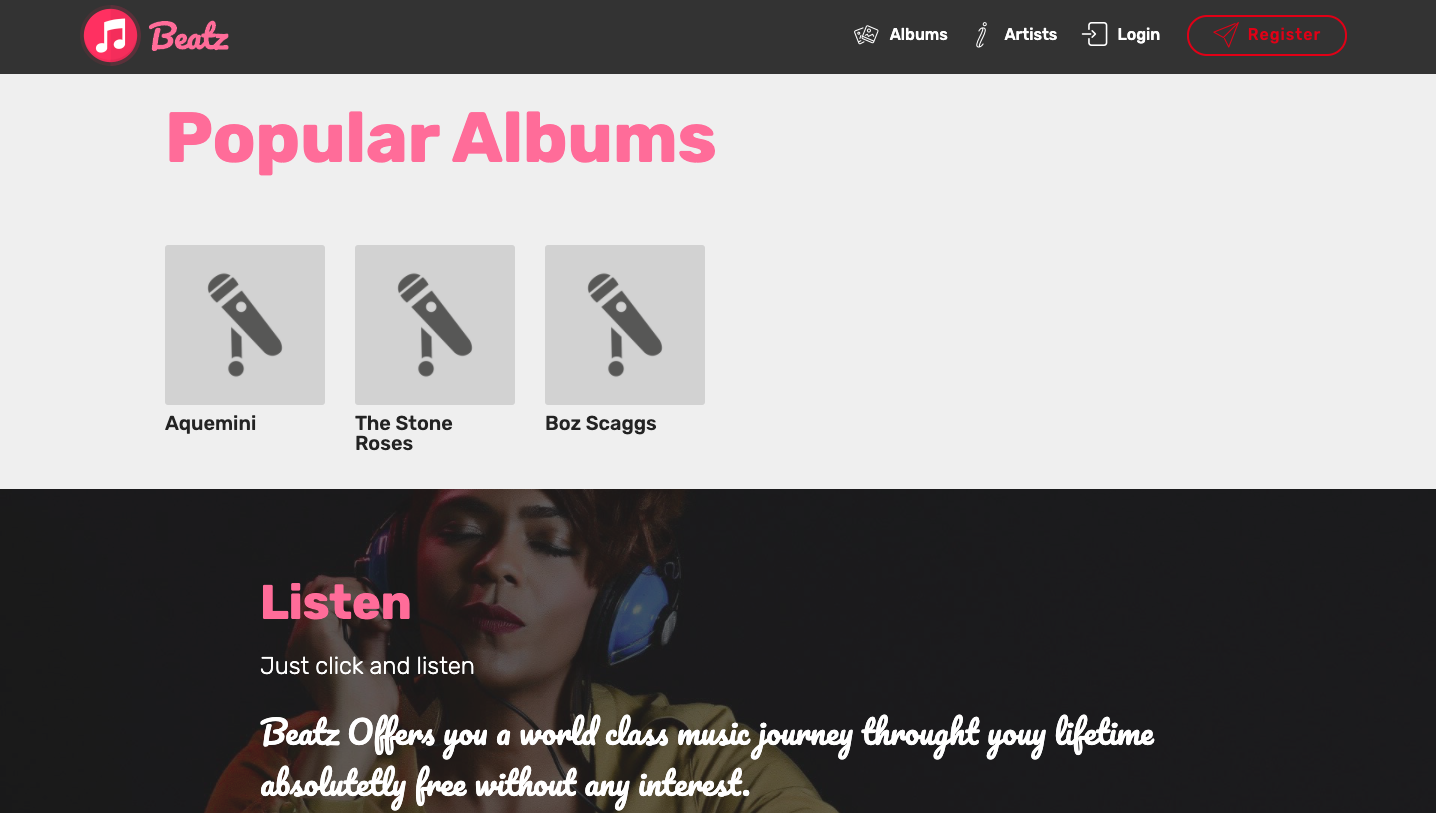 Beatz
Albums
Artists
Login
Register
Popular Albums
Aquemini
The Stone
Roses
Boz Scaggs
Listen
Just click and listen
Beatz Offers you a world class music journey throught youy lifetime
absolutetly free without any interest.